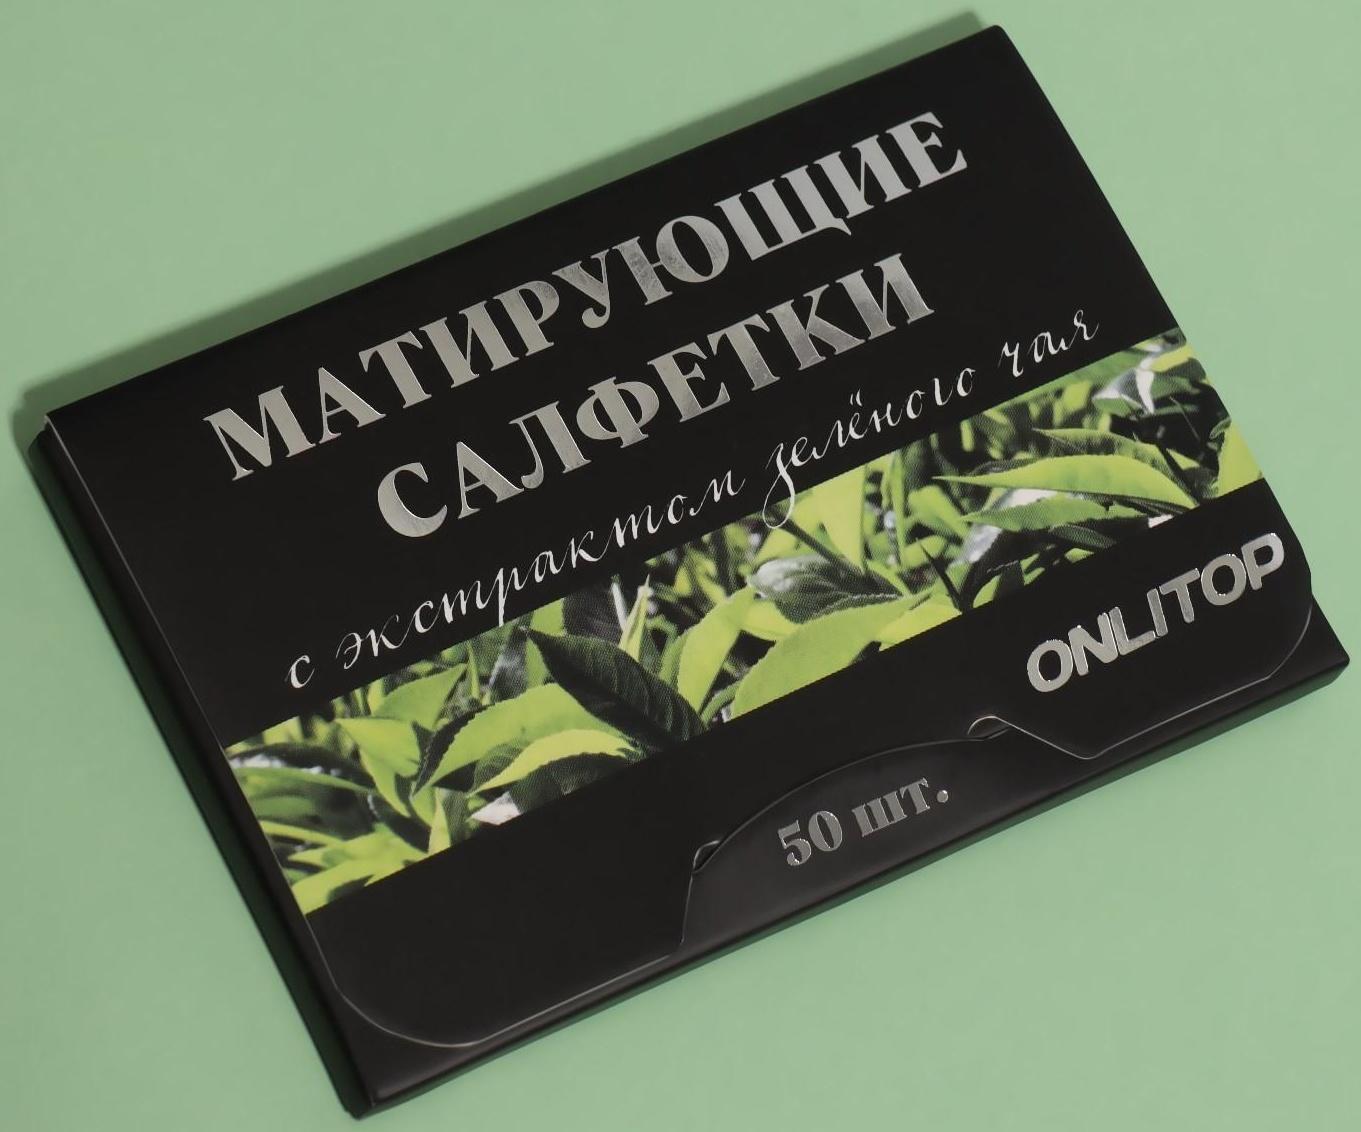 МАТИРУЮЩИЕ
САЛФЕТКИ
с экстрактом зелёного чая
ONLITOP
50 шт.